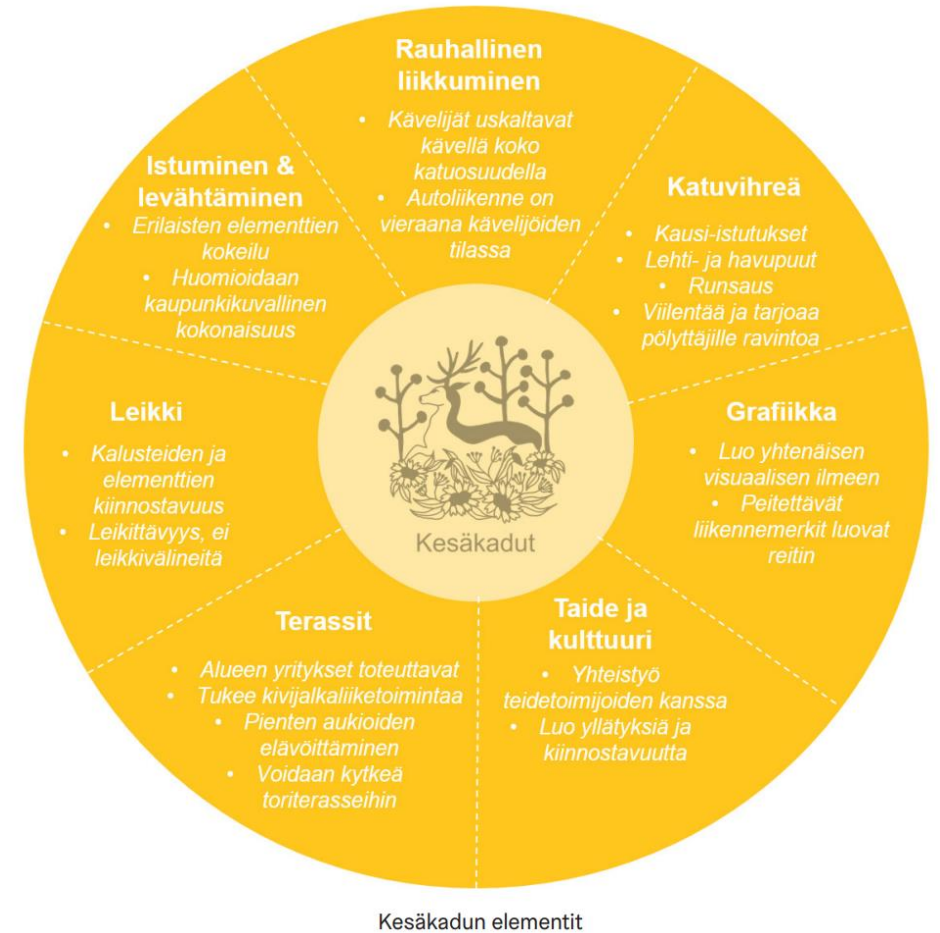 Rauhallinen
liikkuminen
• Kävelijät uskaltavat
kävellä koko
katuosuudella
• Autoliikenne on
vieraana kävelijöiden
tilassa
Katuvihreä
• Kausi-istutukset
• Lehti- ja havupuut
• Runsaus
• Viilentää ja tarjoaa
pölyttäjille ravintoa
Grafiikka
• Luo yhtenäisen
visuaalisen ilmeen
• Peitettävät
liikennemerkit luovat
reitin
Taide ja
kulttuuri
• Yhteistyö
teidetoimijoiden kanssa
• Luo yllätyksiä ja
kiinnostavuutta
Terassit
• Alueen yritykset toteuttavat
• Tukee kivijalkaliiketoimintaa
• Pienten aukioiden
elävöittäminen
• Voidaan kytkeä
toriterasseihin
Leikki
• Kalusteiden ja
elementtien
kiinnostavuus
• Leikittävyys, ei
leikkivälineitä
Istuminen &
levähtäminen
• Erilaisten elementtien
kokeilu
• Huomioidaan
kaupunkikuvallinen
kokonaisuus
Kesäkadut
Kesäkadun elementit